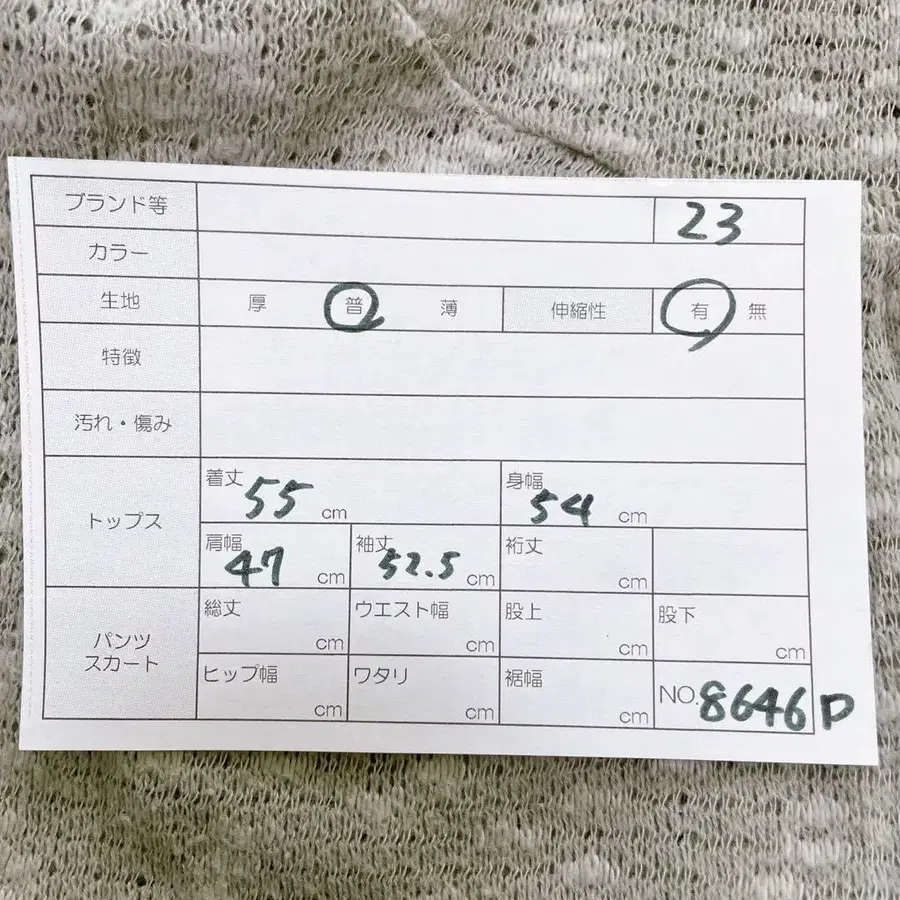 ブランド等 23
カラー
生地 厚 普 薄 伸縮性 有 無
特徴
汚れ・傷み
トップス
着丈 55 cm 身幅 54 cm
肩幅 47 cm 袖丈 52.5 cm 裄丈 cm
パンツ
スカート
総丈 cm ウエスト幅 cm 股上 cm 股下 cm
ヒップ幅 cm ワタリ cm 裾幅 cm NO.8646 P